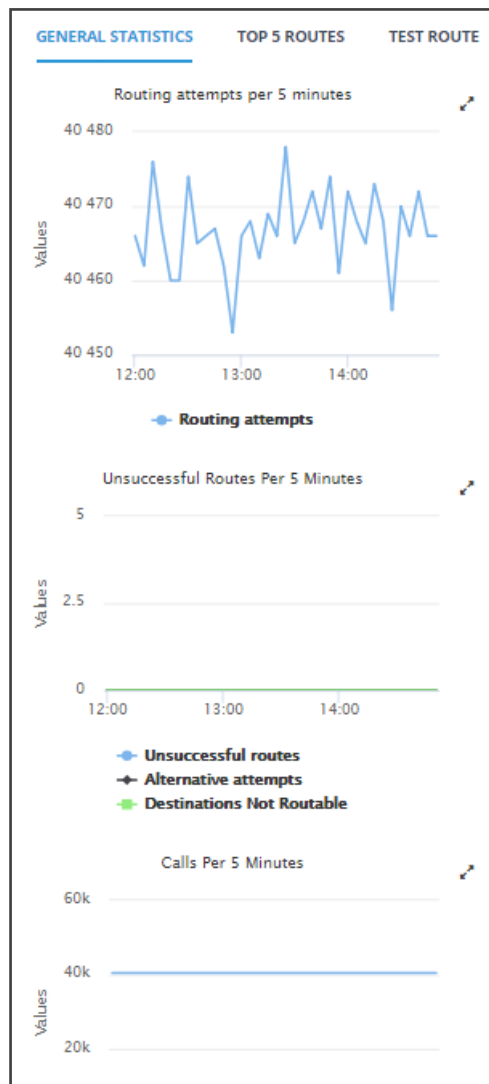 GENERAL STATISTICS TOP 5 ROUTES TEST ROUTE
Routing attempts per 5 minutes
40 480
40 470
40 460
40 450
Values
12:00 13:00 14:00
Routing attempts
Unsuccessful Routes Per 5 Minutes
5
2.5
0
Values
12:00 13:00 14:00
Unsuccessful routes
Alternative attempts
Destinations Not Routable
Calls Per 5 Minutes
60k
40k
20k
Values